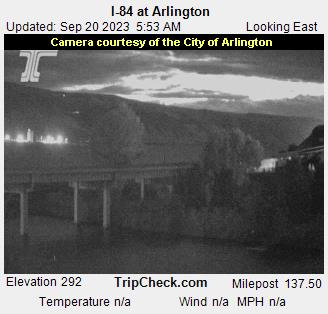 I-84 at Arlington
Updated: Sep 20 2023 5:53 AM Looking East
Camera courtesy of the City of Arlington
Elevation 292 TripCheck.com Milepost 137.50
Temperature n/a Wind n/a MPH n/a